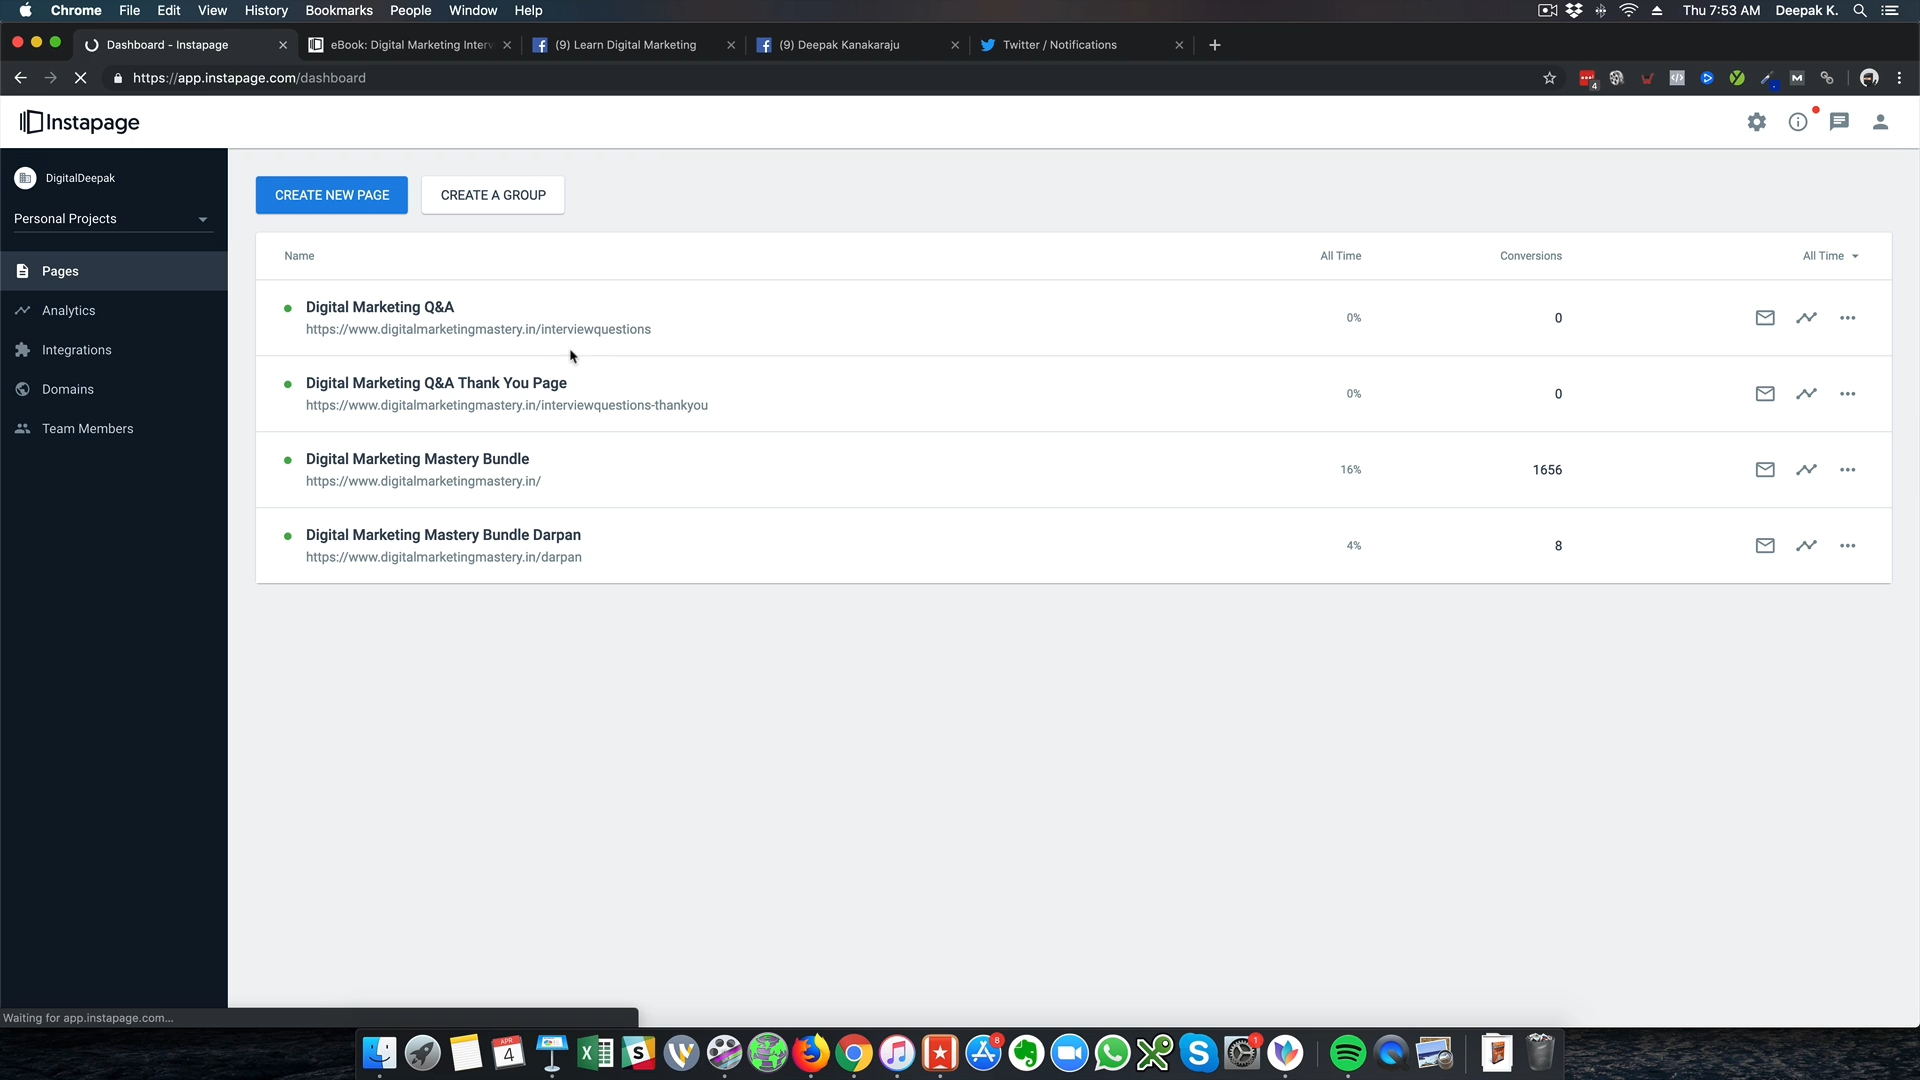 Chrome File Edit View History Bookmarks People Window Help Thu 7:53 AM Deepak K.
Dashboard - Instapage eBook: Digital Marketing Interv (9) Learn Digital Marketing (9) Deepak Kanakaraju Twitter / Notifications
https://app.instapage.com/dashboard 4
Instapage
DigitalDeepak
Personal Projects
Pages
Analytics
Integrations
Domains
Team Members
CREATE NEW PAGE CREATE A GROUP
Name All Time Conversions All Time
Digital Marketing Q&A
https://www.digitalmarketingmastery.in/interviewquestions 0% 0
Digital Marketing Q&A Thank You Page
https://www.digitalmarketingmastery.in/interviewquestions-thankyou 0% 0
Digital Marketing Mastery Bundle
https://www.digitalmarketingmastery.in/ 16% 1656
Digital Marketing Mastery Bundle Darpan
https://www.digitalmarketingmastery.in/darpan 4% 8
Waiting for app.instapage.com...
APR
4
8
1